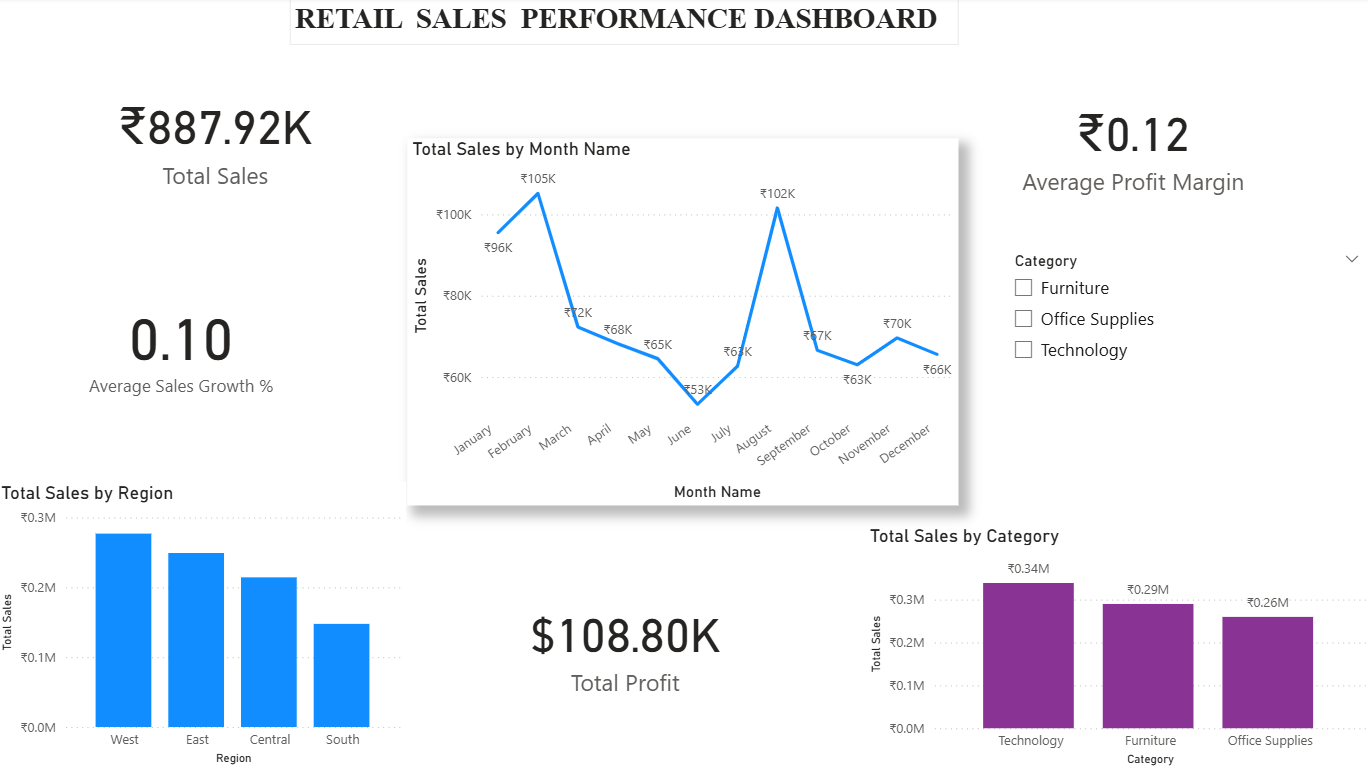 RETAIL SALES PERFORMANCE DASHBOARD
₹887.92K
Total Sales
0.10
Average Sales Growth %
Total Sales by Month Name
Total Sales
₹100K
₹80K
₹60K
₹96K
₹105K
₹72K
₹68K
₹65K
₹53K
₹63K
₹102K
₹67K
₹63K
₹70K
₹66K
January
February
March
April
May
June
July
August
September
October
November
December
Month Name
₹0.12
Average Profit Margin
Category
Furniture
Office Supplies
Technology
Total Sales by Region
Total Sales
₹0.3M
₹0.2M
₹0.1M
₹0.0M
West
East
Central
South
Region
$108.80K
Total Profit
Total Sales by Category
Total Sales
₹0.3M
₹0.2M
₹0.1M
₹0.0M
₹0.34M
₹0.29M
₹0.26M
Technology
Furniture
Office Supplies
Category